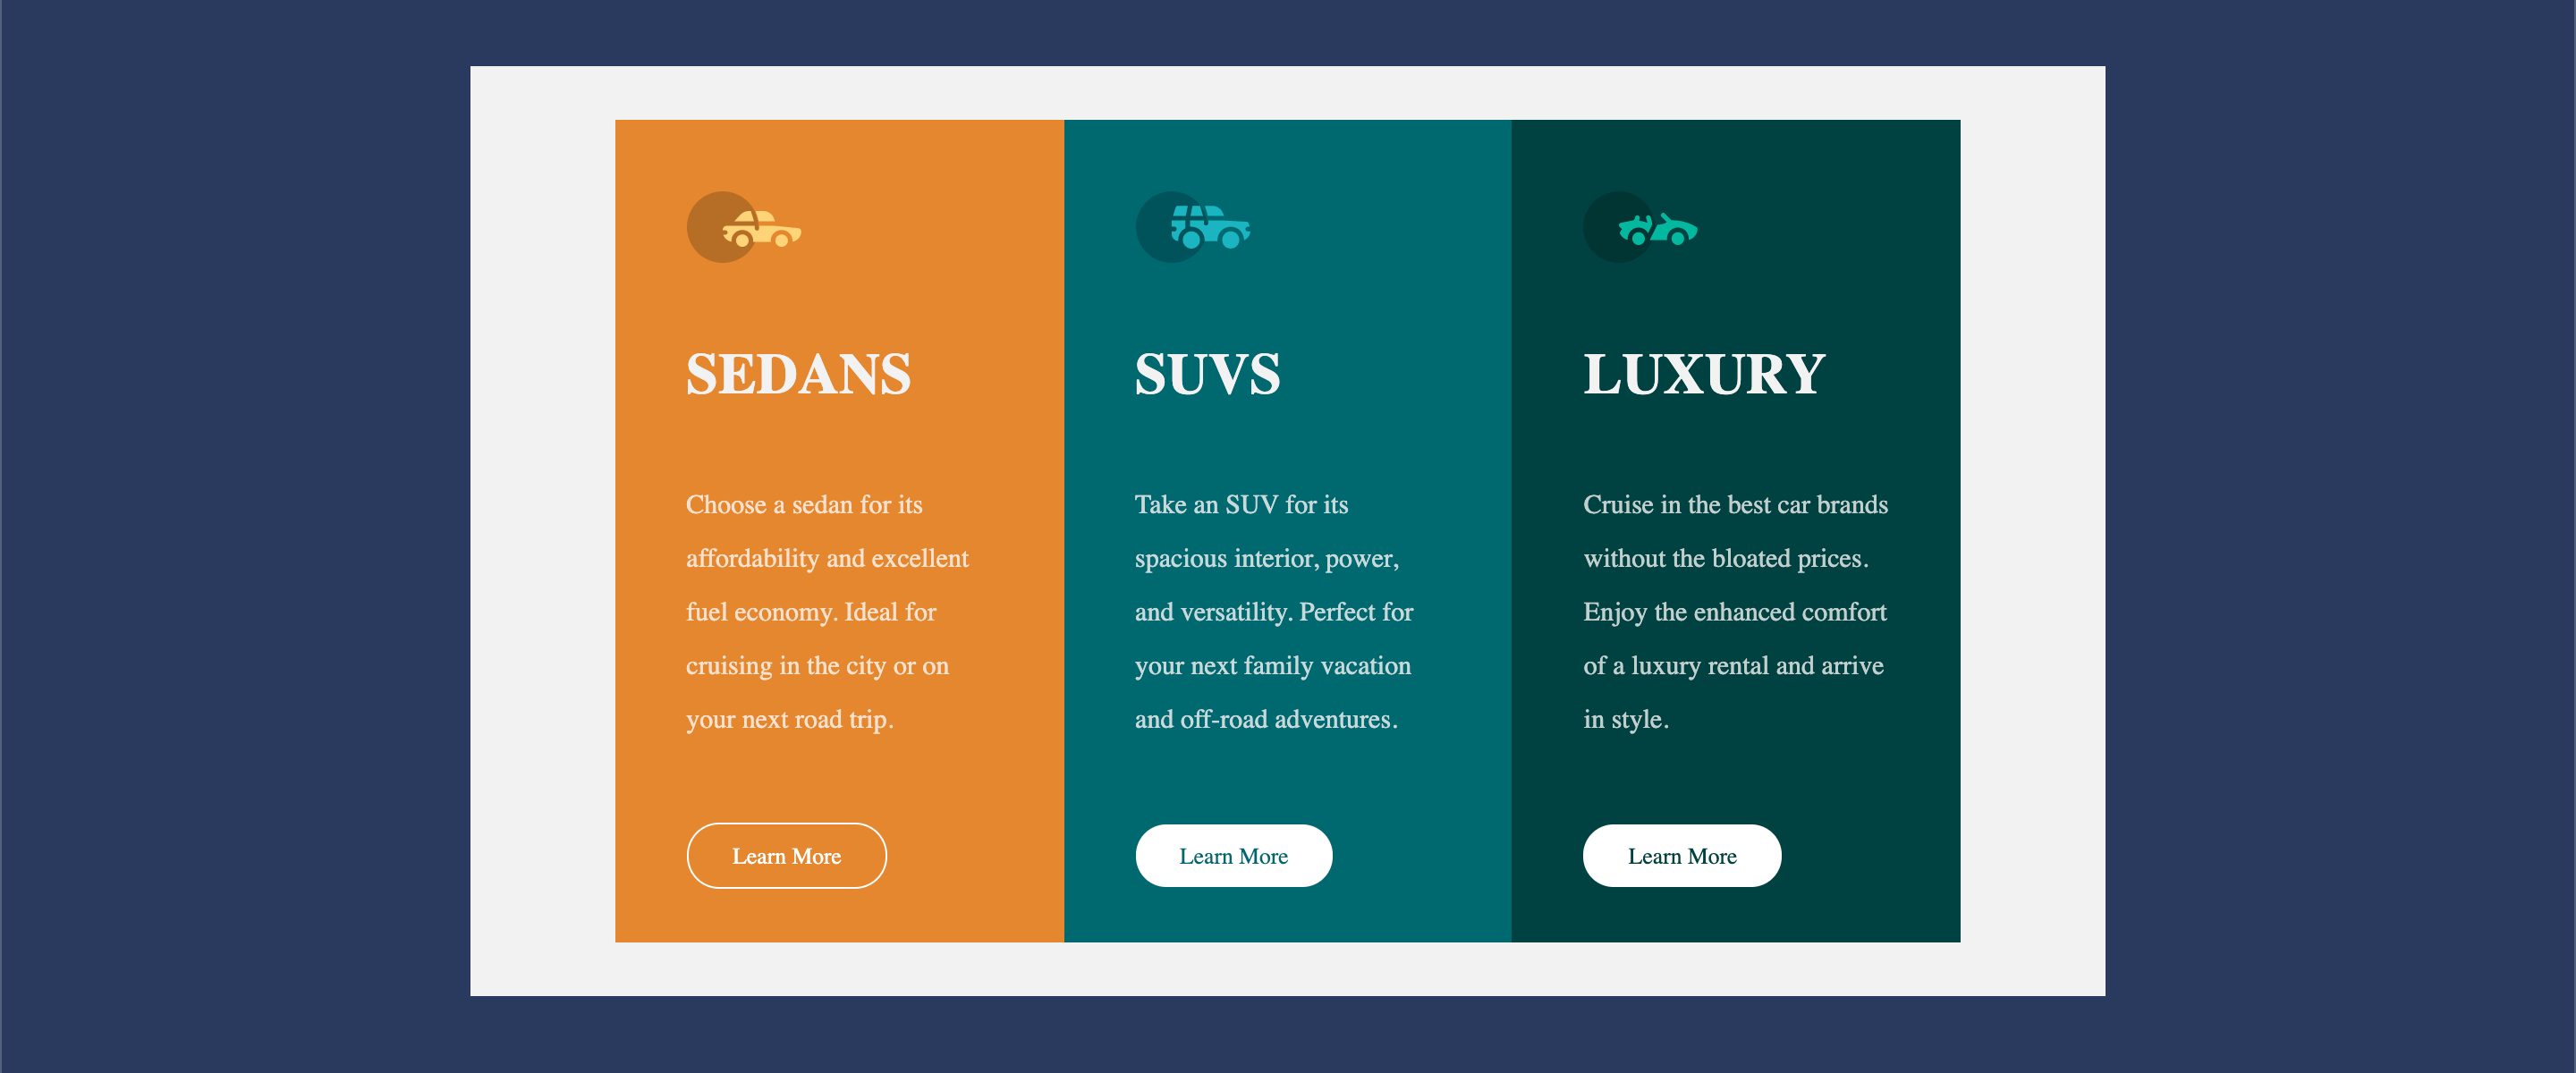 SEDANS
Choose a sedan for its
affordability and excellent
fuel economy. Ideal for
cruising in the city or on
your next road trip.
Learn More
SUVS
Take an SUV for its
spacious interior, power,
and versatility. Perfect for
your next family vacation
and off-road adventures.
Learn More
LUXURY
Cruise in the best car brands
without the bloated prices.
Enjoy the enhanced comfort
of a luxury rental and arrive
in style.
Learn More